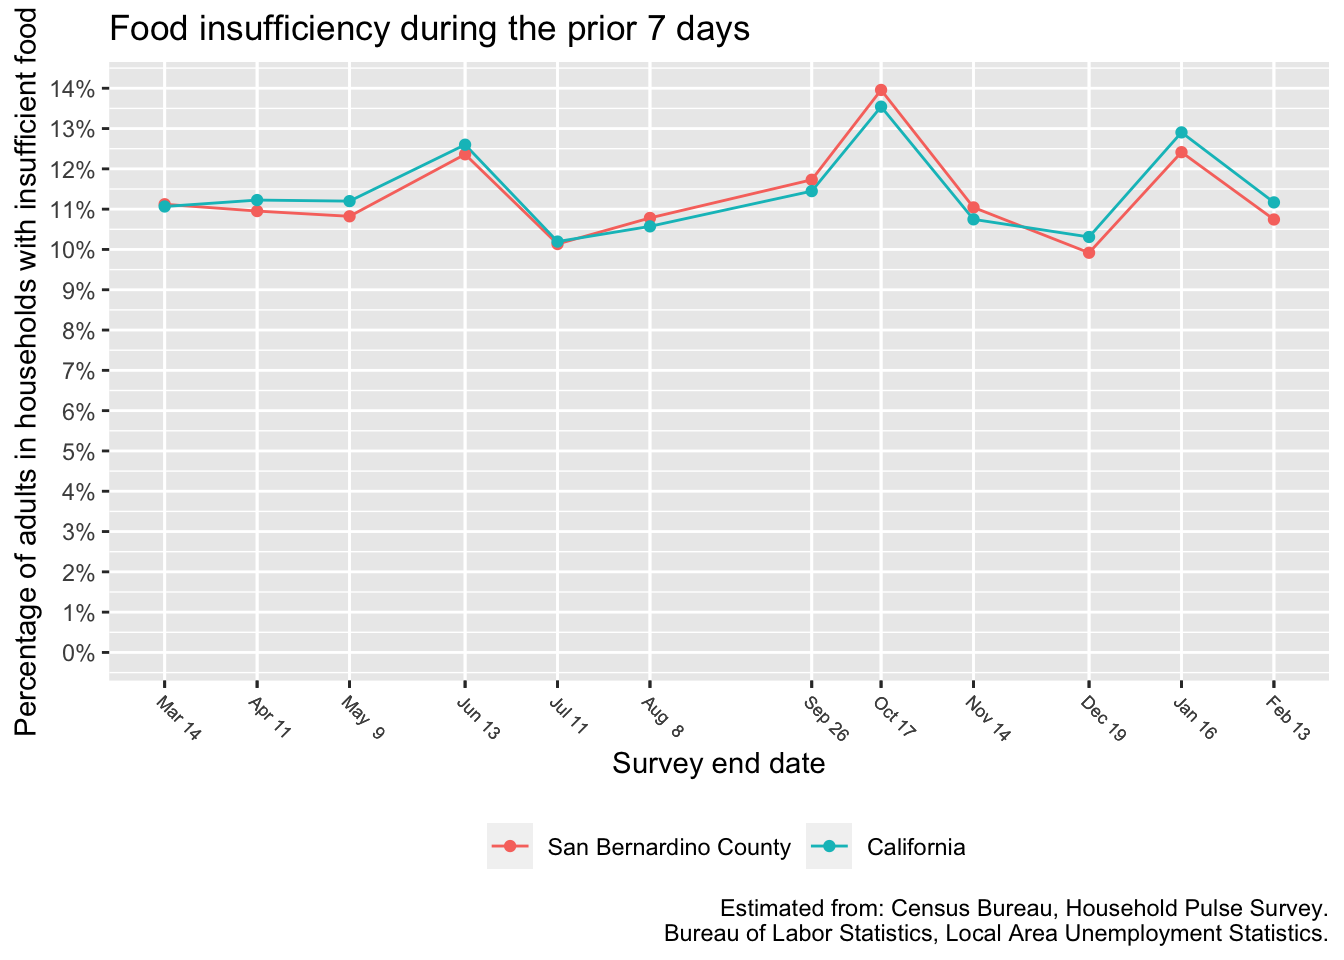 Food insufficiency during the prior 7 days
Percentage of adults in households with insufficient food
14%
13%
12%
11%
10%
9%
8%
7%
6%
5%
4%
3%
2%
1%
0%
Mar 14
Apr 11
May 9
Jun 13
Jul 11
Aug 8
Sep 26
Oct 17
Nov 14
Dec 19
Jan 16
Feb 13
Survey end date
San Bernardino County
California
Estimated from: Census Bureau, Household Pulse Survey.
Bureau of Labor Statistics, Local Area Unemployment Statistics.